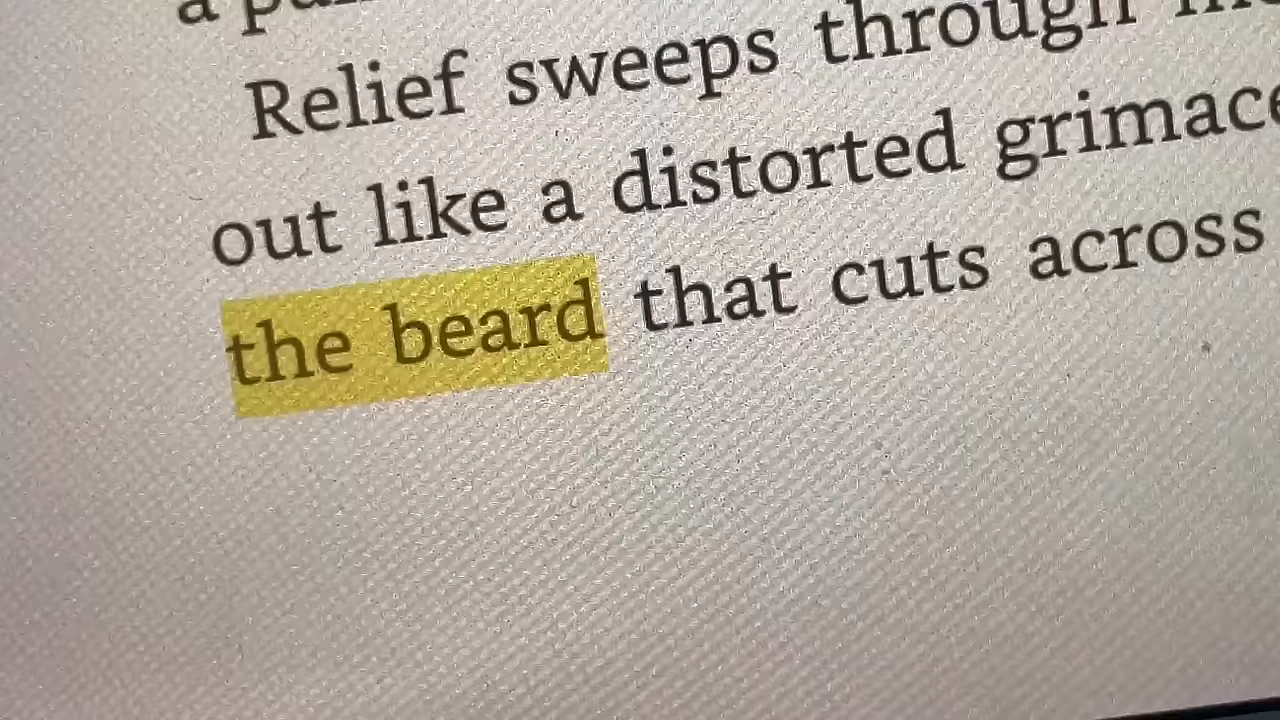 a
Relief sweeps through
out like a distorted grimace
the beard that cuts across